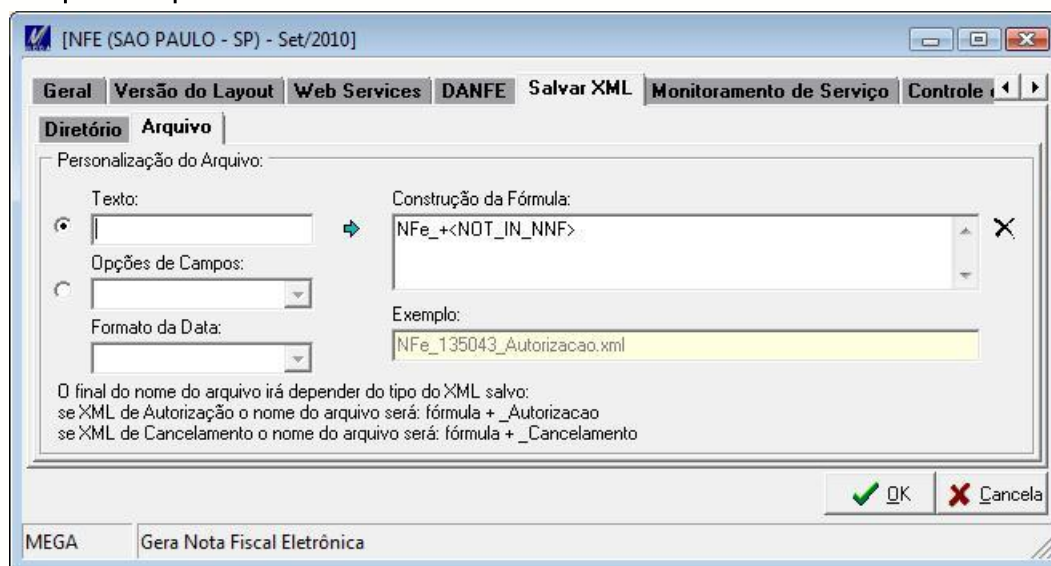 [NFE (SAO PAULO - SP) - Set/2010]
Geral Versão do Layout Web Services DANFE Salvar XML Monitoramento de Serviço Controle
Diretório Arquivo
Personalização do Arquivo:
Texto:
Construção da Fórmula:
NFe_+<NOT_IN_NNF>
Opções de Campos:
Exemplo:
NFe_135043_Autorizacao.xml
Formato da Data:
O final do nome do arquivo irá depender do tipo do XML salvo:
se XML de Autorização o nome do arquivo será: fórmula + _Autorizacao
se XML de Cancelamento o nome do arquivo será: fórmula + _Cancelamento
OK Cancela
MEGA Gera Nota Fiscal Eletrônica